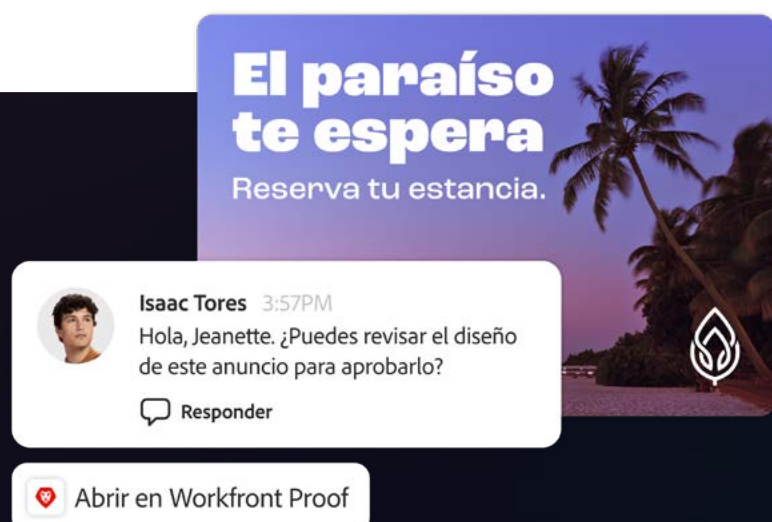 El paraíso
te espera
Reserva tu estancia.
Isaac Tores 3:57PM
Hola, Jeanette. ¿Puedes revisar el diseño
de este anuncio para aprobarlo?
Responder
Abrir en Workfront Proof